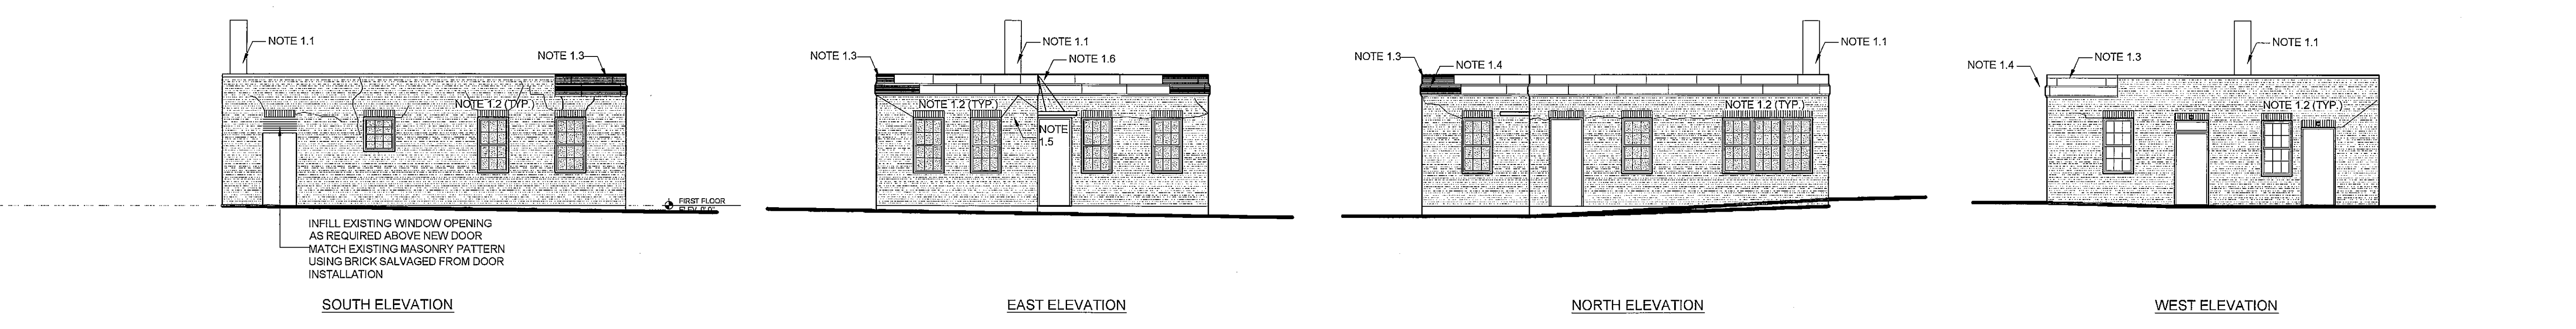 NOTE 1.1
NOTE 1.3
NOTE 1.2 (TYP.)
FIRST FLOOR
INFILL EXISTING WINDOW OPENING
AS REQUIRED ABOVE NEW DOOR
MATCH EXISTING MASONRY PATTERN
USING BRICK SALVAGED FROM DOOR
INSTALLATION
SOUTH ELEVATION
NOTE 1.3
NOTE 1.1
NOTE 1.6
NOTE 1.2 (TYP.)
NOTE
1.5
EAST ELEVATION
NOTE 1.3
NOTE 1.4
NOTE 1.1
NOTE 1.2 (TYP.)
NORTH ELEVATION
NOTE 1.4
NOTE 1.3
NOTE 1.1
NOTE 1.2 (TYP.)
WEST ELEVATION